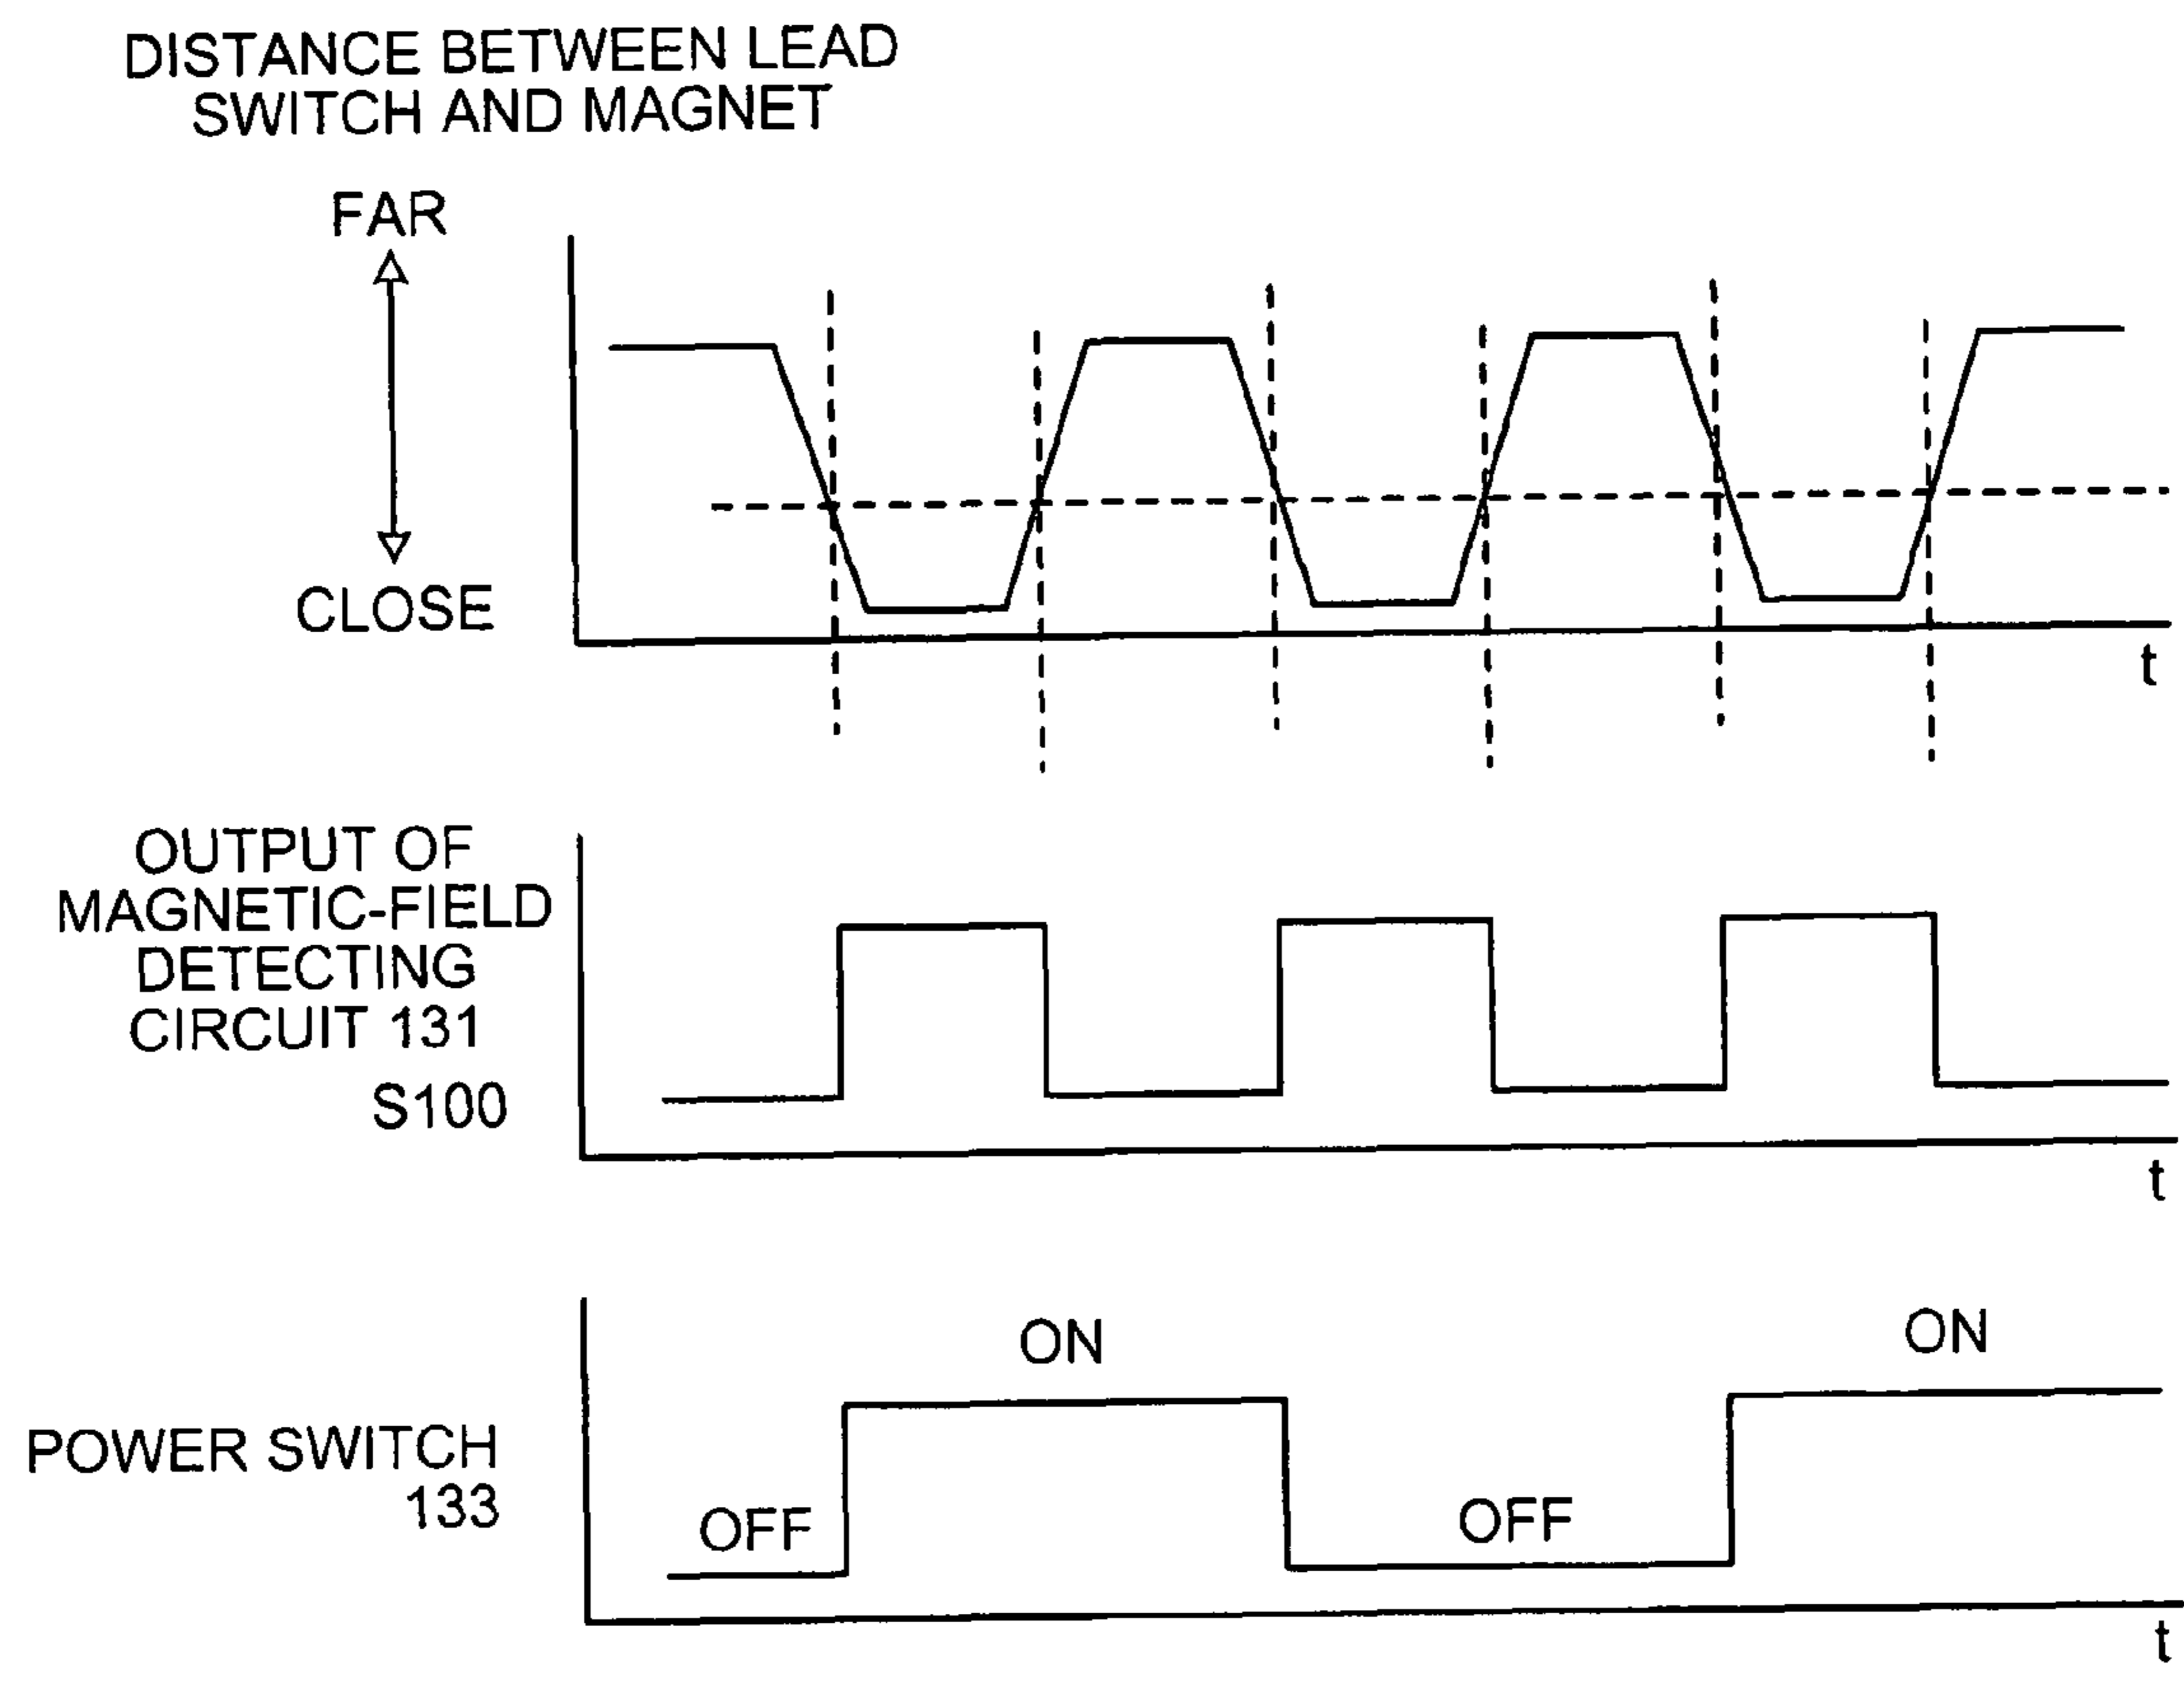 DISTANCE BETWEEN LEAD
SWITCH AND MAGNET
FAR
CLOSE
t
OUTPUT OF
MAGNETIC-FIELD
DETECTING
CIRCUIT 131
S100
t
ON
ON
POWER SWITCH
133
OFF
OFF
t